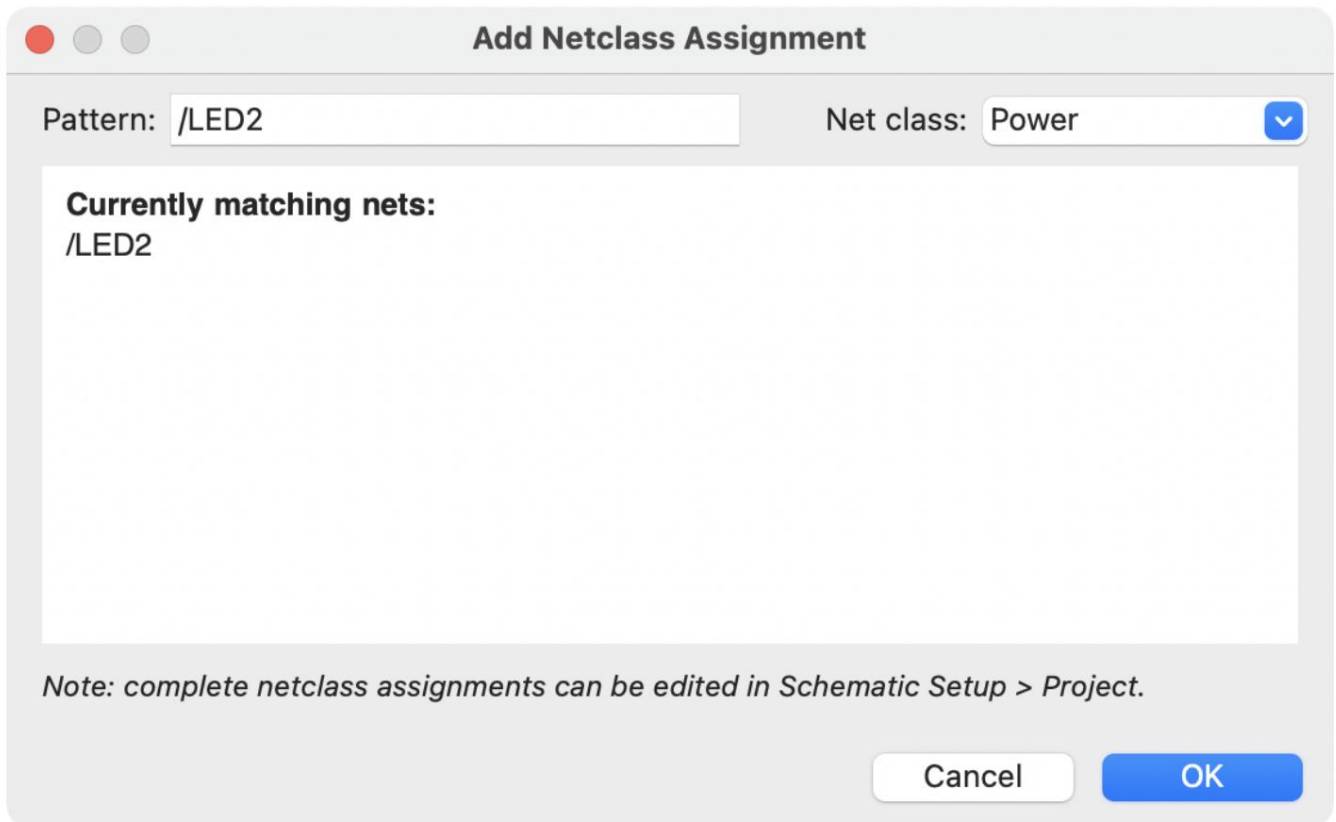 Add Netclass Assignment
Pattern: /LED2 Net class: Power
Currently matching nets:
/LED2
Note: complete netclass assignments can be edited in Schematic Setup > Project.
Cancel OK